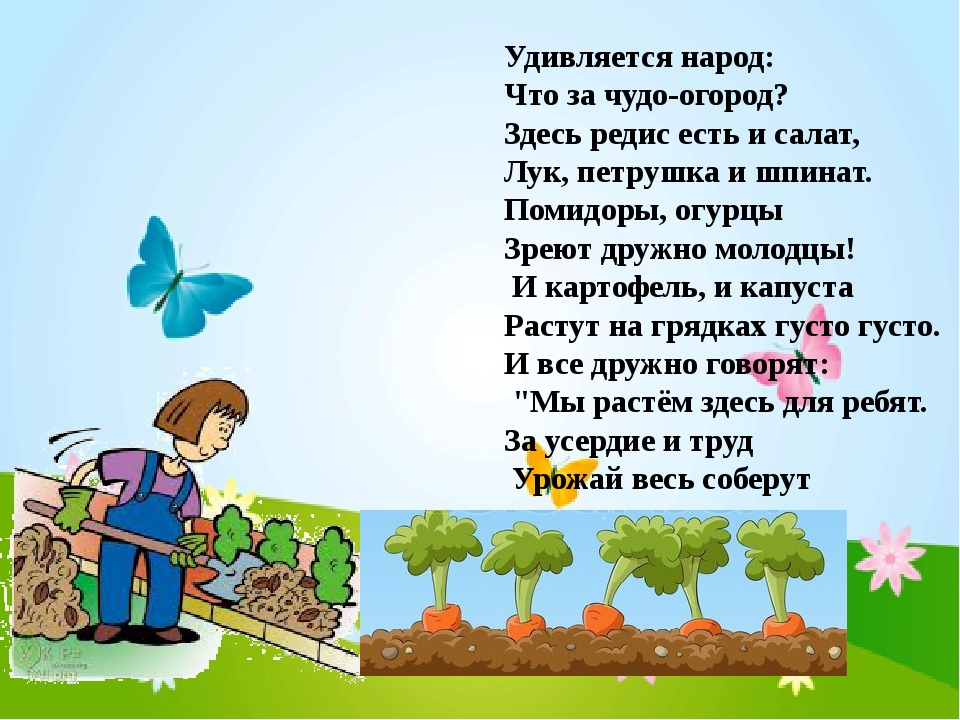 Удивляется народ:
Что за чудо-огород?
Здесь редис есть и салат,
Лук, петрушка и шпинат.
Помидоры, огурцы
Зреют дружно молодцы!
И картофель, и капуста
Растут на грядках густо густо.
И все дружно говорят:
"Мы растём здесь для ребят.
За усердие и труд
Урожай весь соберут